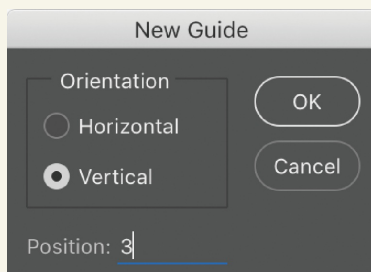 New Guide
Orientation
Horizontal
Vertical
OK
Cancel
Position: 3